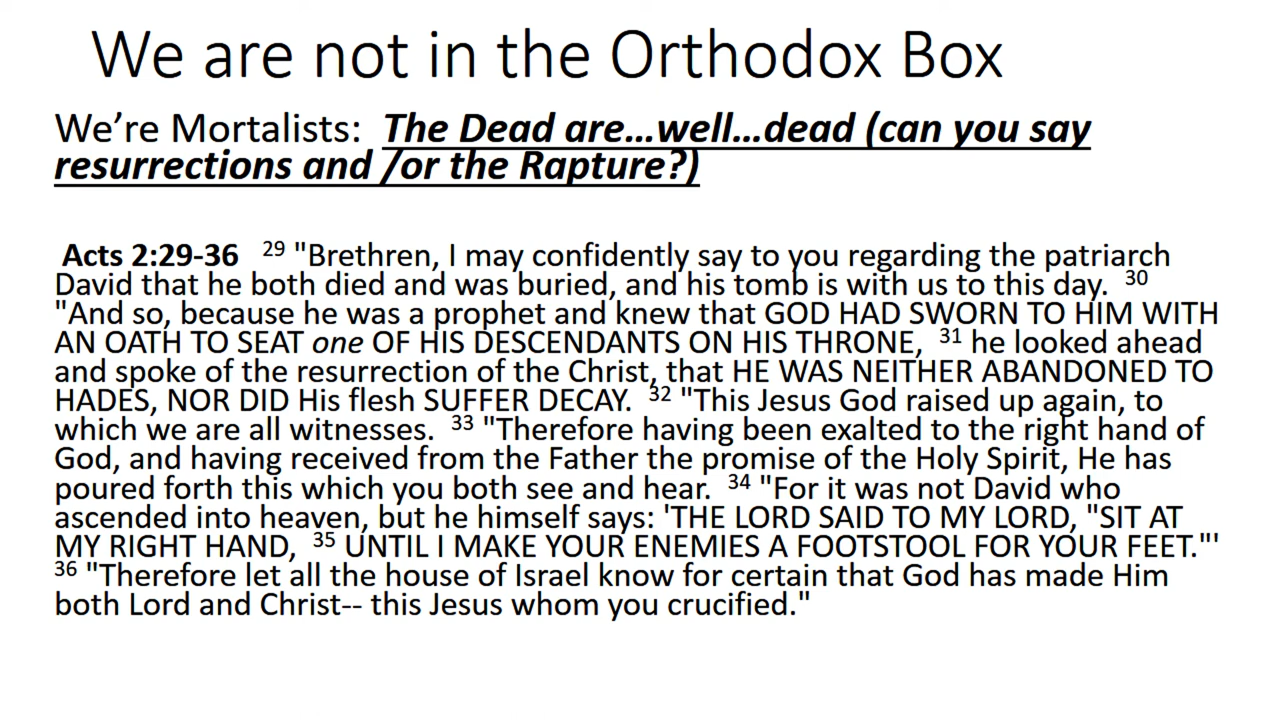 We are not in the Orthodox Box
We're Mortalists: The Dead are…well…dead (can you say
resurrections and /or the Rapture?)
Acts 2:29-36 29 "Brethren, I may confidently say to you regarding the patriarch
David that he both died and was buried, and his tomb is with us to this day. 30
"And so, because he was a prophet and knew that GOD HAD SWORN TO HIM WITH
AN OATH TO SEAT one OF HIS DESCENDANTS ON HIS THRONE, 31 he looked ahead
and spoke of the resurrection of the Christ, that HE WAS NEITHER ABANDONED TO
HADES, NOR DID His flesh SUFFER DECAY. 32 "This Jesus God raised up again, to
which we are all witnesses. 33 "Therefore having been exalted to the right hand of
God, and having received from the Father the promise of the Holy Spirit, He has
poured forth this which you both see and hear. 34 "For it was not David who
ascended into heaven, but he himself says: 'THE LORD SAID TO MY LORD, "SIT AT
MY RIGHT HAND, 35 UNTIL I MAKE YOUR ENEMIES A FOOTSTOOL FOR YOUR FEET."'
36 "Therefore let all the house of Israel know for certain that God has made Him
both Lord and Christ-- this Jesus whom you crucified."